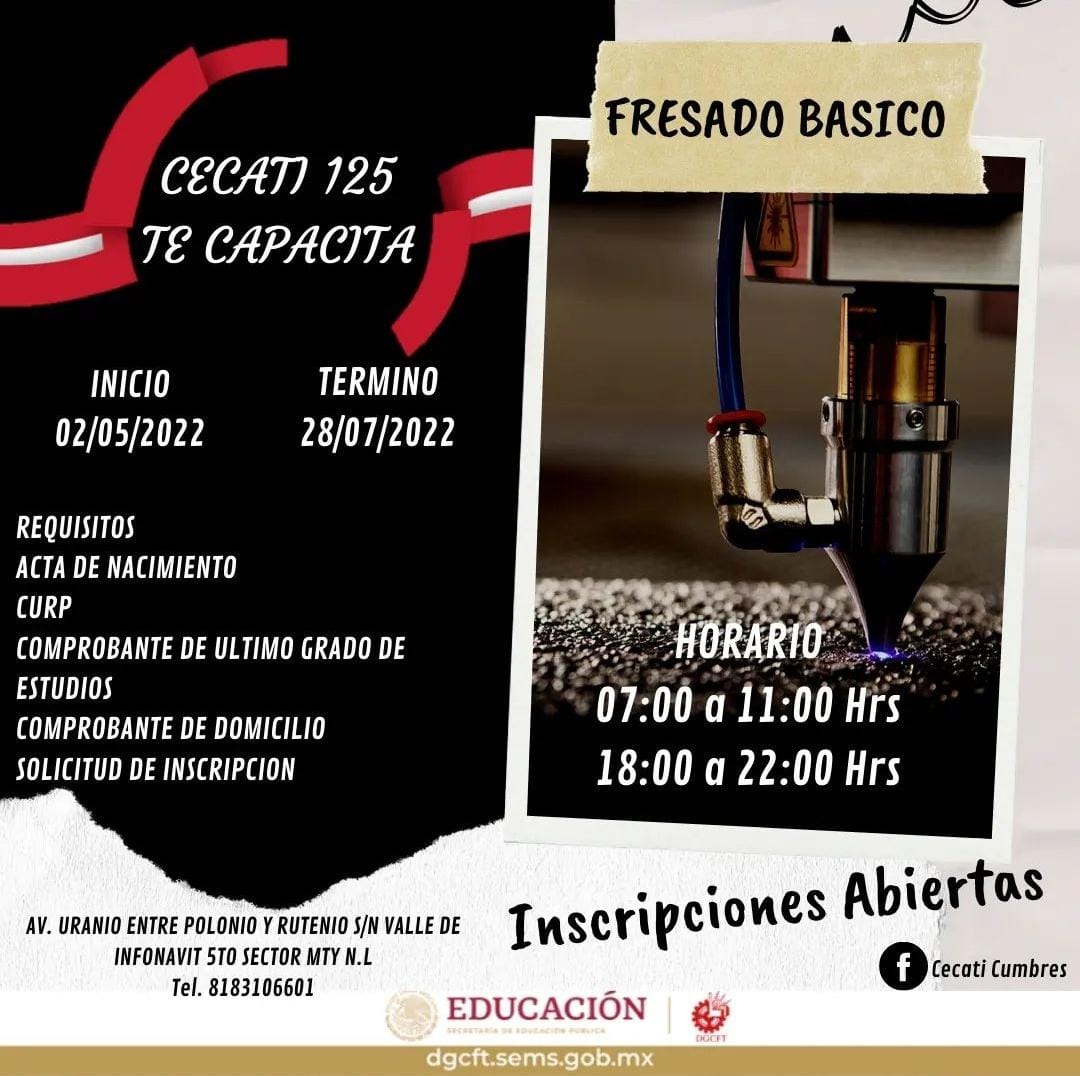 CECATI 125
TE CAPACITA
INICIO
02/05/2022
TERMINO
28/07/2022
REQUISITOS
ACTA DE NACIMIENTO
CURP
COMPROBANTE DE ULTIMO GRADO DE
ESTUDIOS
COMPROBANTE DE DOMICILIO
SOLICITUD DE INSCRIPCION
FRESADO BASICO
HORARIO
07:00 a 11:00 Hrs
18:00 a 22:00 Hrs
Inscripciones Abiertas
f Cecati Cumbres
AV. URANIO ENTRE POLONIO Y RUTENIO S/N VALLE DE
INFONAVIT 5TO SECTOR MTY N.L
Tel. 8183106601
EDUCACIÓN
SECRETARÍA DE EDUCACIÓN PÚBLICA
DGCFT
dgcft.sems.gob.mx